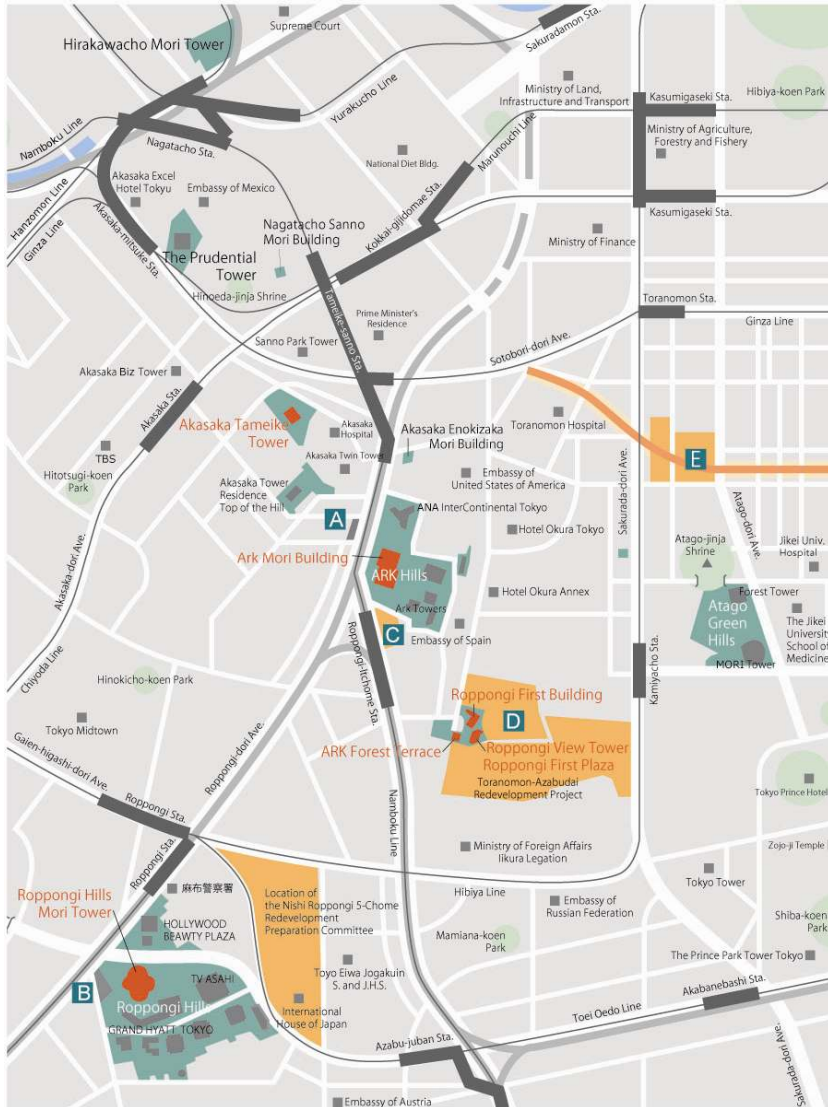 Supreme Court
Sakuradamon Sta.
Hirakawacho Mori Tower
Ministry of Land,
Infrastructure and Transport
Kasumigaseki Sta.
Hibiya-koen Park
Yurakucho Line
Namboku Line
Nagatacho Sta.
Marunouchi Line
Ministry of Agriculture,
Forestry and Fishery
National Diet Bldg.
Akasaka Excel
Hotel Tokyu
Embassy of Mexico
Hanzomon Line
Ginza Line
Akasaka-mitsuke Sta.
Nagatacho Sanno
Mori Building
Kokkai-gijidomae Sta.
Kasumigaseki Sta.
Ministry of Finance
The Prudential
Tower
Hinoeda-jinja Shrine
Tameike-sanno Sta.
Prime Minister's
Residence
Toranomon Sta.
Ginza Line
Sanno Park Tower
Sotobori-dori Ave.
Akasaka Biz Tower
Akasaka Sta.
Akasaka Tameike
Tower
Akasaka
Hospital
Akasaka Enokizaka
Mori Building
Toranomon Hospital
TBS
Hitotsugi-koen
Park
Akasaka Twin Tower
Akasaka Tower
Residence
Top of the Hill
Embassy of
United States of America
Sakurada-dori Ave.
E
Atago-dori Ave.
A
ANA InterContinental Tokyo
Hotel Okura Tokyo
Atago-jinja
Shrine
Jikei Univ.
Hospital
Ark Mori Building
ARK Hills
Akasaka-dori Ave.
Hotel Okura Annex
Forest Tower
Atago
Green
Hills
Ark Towers
C
Embassy of Spain
The Jikei
University
School of
Medicine
MORI Tower
Chiyoda Line
Roppongi-itchome Sta.
Kamiyacho Sta.
Hinokicho-koen Park
Roppongi First Building
Tokyo Midtown
D
Roppongi-dori Ave.
ARK Forest Terrace
Roppongi View Tower
Roppongi First Plaza
Gaien-higashi-dori Ave.
Toranomon-Azabudai
Redevelopment Project
Tokyo Prince Hotel
Roppongi Sta.
Namboku Line
Roppongi Sta.
Ministry of Foreign Affairs
Iikura Legation
Zojo-ji Temple
Roppongi Hills
Mori Tower
麻布警察署
Location of
the Nishi Roppongi 5-Chome
Redevelopment
Preparation Committee
Hibiya Line
Tokyo Tower
HOLLYWOOD
BEAWTY PLAZA
Embassy of
Russian Federation
Shiba-koen
Park
Mamiana-koen
Park
The Prince Park Tower Tokyo
Toyo Eiwa Jogakuin
S. and J.H.S.
TV ASAHI
B
Roppongi Hills
Akabanebashi Sta.
International
House of Japan
Toei Oedo Line
GRAND HYATT TOKYO
Azabu-juban Sta.
Sakurada-dori Ave.
Embassy of Austria